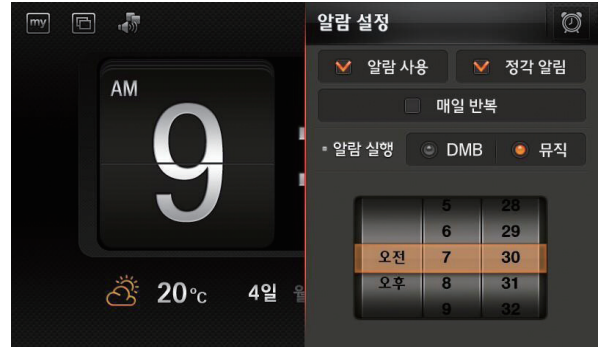 my
알람 설정
알람 사용
정각 알림
매일 반복
알람 실행
DMB
뮤직
AM
9
20°C
4일
월
5 28
6 29
오전 7 30
오후 8 31
9 32